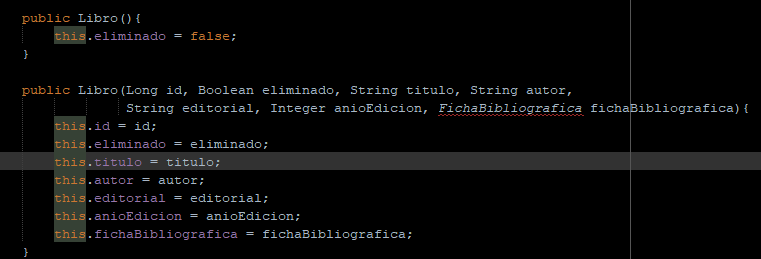 public Libro(){
this.eliminado = false;
}
public Libro(Long id, Boolean eliminado, String titulo, String autor,
String editorial, Integer anioEdicion, FichaBibliografica fichaBibliografica){
this.id = id;
this.eliminado = eliminado;
this.titulo = titulo;
this.autor = autor;
this.editorial = editorial;
this.anioEdicion = anioEdicion;
this.fichaBibliografica = fichaBibliografica;
}